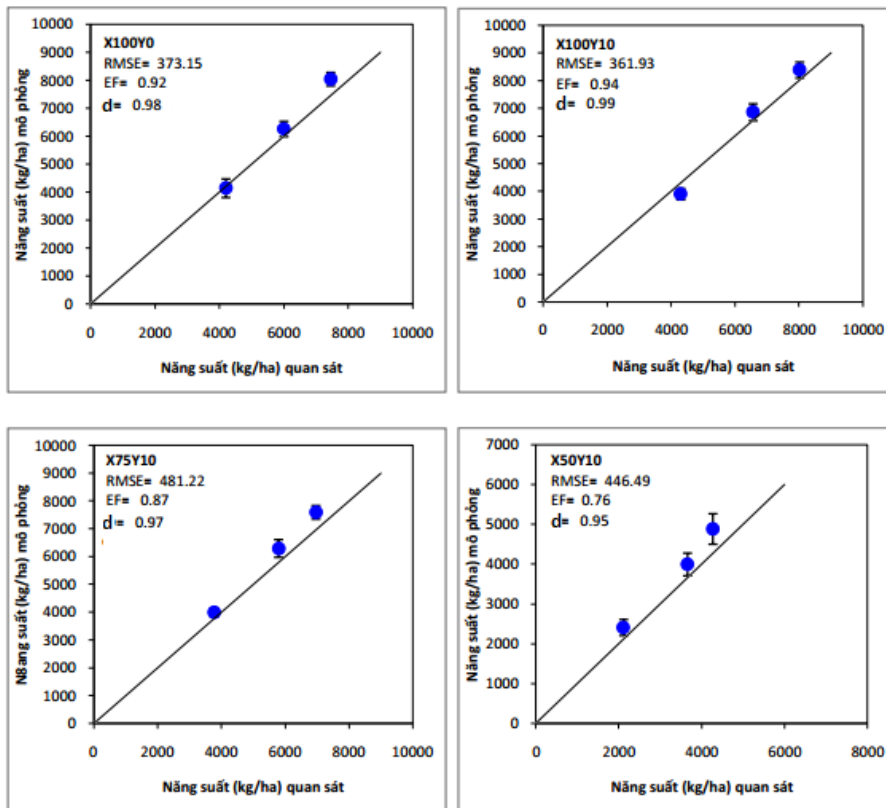 X100Y0
RMSE= 373.15
EF= 0.92
d= 0.98
Năng suất (kg/ha) mô phỏng
10000
9000
8000
7000
6000
5000
4000
3000
2000
1000
0
0 2000 4000 6000 8000 10000
Năng suất (kg/ha) quan sát
X100Y10
RMSE= 361.93
EF= 0.94
d= 0.99
Năng suất (kg/ha) mô phỏng
10000
9000
8000
7000
6000
5000
4000
3000
2000
1000
0
0 2000 4000 6000 8000 10000
Năng suất (kg/ha) quan sát
X75Y10
RMSE= 481.22
EF= 0.87
d= 0.97
N8ang suất (kg/ha) mô phỏng
10000
9000
8000
7000
6000
5000
4000
3000
2000
1000
0
0 2000 4000 6000 8000 10000
Năng suất (kg/ha) quan sát
X50Y10
RMSE= 446.49
EF= 0.76
d= 0.95
Năng suất (kg/ha) mô phỏng
7000
6000
5000
4000
3000
2000
1000
0
0 2000 4000 6000 8000
Năng suất (kg/ha) quan sát